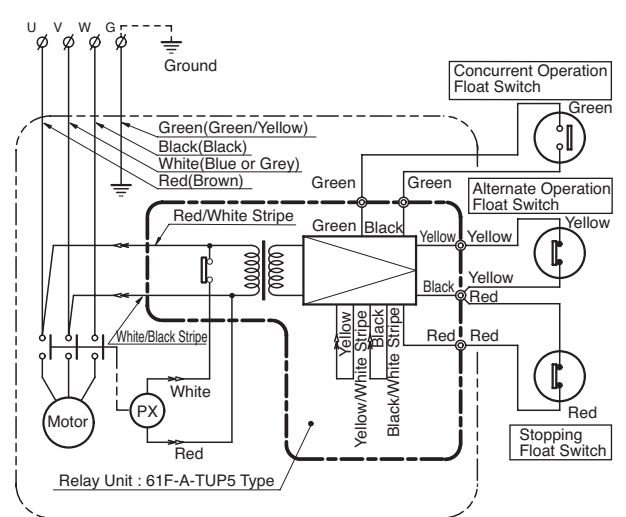 U V W G
Ground
Concurrent Operation
Float Switch
Green
Green(Green/Yellow)
Black(Black)
White(Blue or Grey)
Red(Brown)
Green
Green
Alternate Operation
Float Switch
Yellow
Red/White Stripe
Green
Black
Yellow
Yellow
Yellow
Black
Red
White/Black Stripe
Yellow
Yellow/White Stripe
Black
Black/White Stripe
Red
Red
White
PX
Motor
Red
Red
Stopping
Float Switch
Relay Unit : 61F-A-TUP5 Type